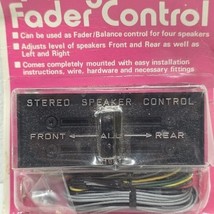 Fader Control
• Can be used as Fader/Balance control for four speakers
• Adjusts level of speakers Front and Rear as well as
Left and Right
• Comes completely mounted with easy installation
instructions, wire, hardware and necessary fittings
STEREO SPEAKER CONTROL
FRONT ALL REAR